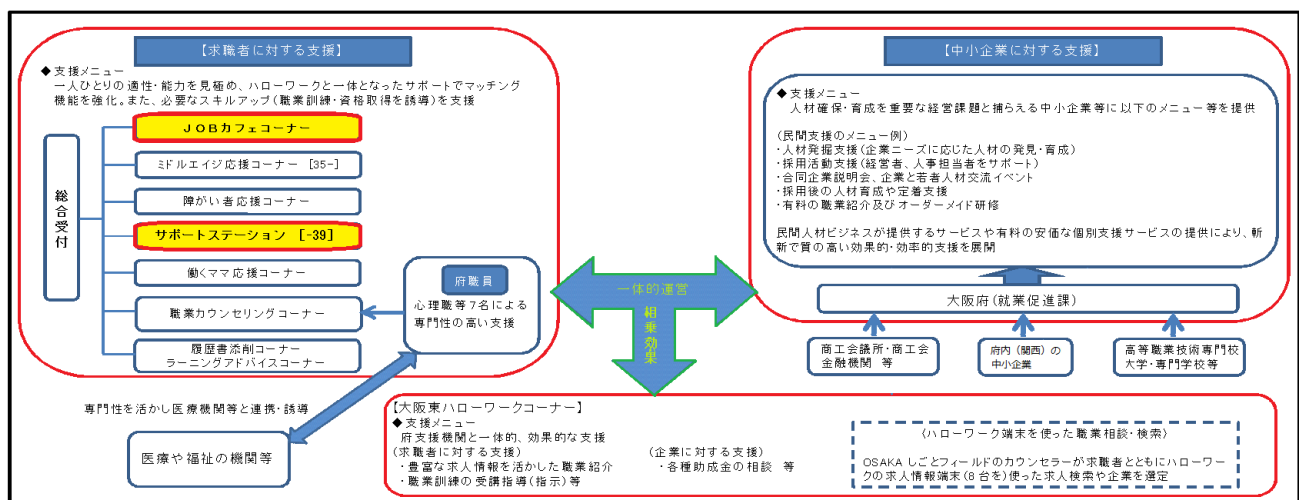 【求職者に対する支援】
◆支援メニュー
一人ひとりの適性・能力を見極め、ハローワークと一体となったサポートでマッチング
機能を強化。また、必要なスキルアップ(職業訓練・資格取得を誘導)を支援
総合受付
JOBカフェコーナー
ミドルエイジ応援コーナー [35-]
障がい者応援コーナー
サポートステーション [-39]
働くママ応援コーナー
職業カウンセリングコーナー
履歴書添削コーナー
ラーニングアドバイスコーナー
府職員
心理職等7名による
専門性の高い支援
専門性を活かし医療機関等と連携・誘導
医療や福祉の機関等
一体的運営
相乗効果
【中小企業に対する支援】
◆支援メニュー
人材確保・育成を重要な経営課題と捕らえる中小企業等に以下のメニュー等を提供
(民間支援のメニュー例)
・人材発掘支援(企業ニーズに応じた人材の発見・育成)
・採用活動支援(経営者、人事担当者をサポート)
・合同企業説明会、企業と若者人材交流イベント
・採用後の人材育成や定着支援
・有料の職業紹介及びオーダーメイド研修
民間人材ビジネスが提供するサービスや有料の安価な個別支援サービスの提供により、斬
新で質の高い効果的・効率的支援を展開
大阪府(就業促進課)
商工会議所・商工会
金融機関 等
府内(関西)の
中小企業
高等職業技術専門校
大学・専門学校等
【大阪東ハローワークコーナー】
◆支援メニュー
府支援機関と一体的、効果的な支援
(求職者に対する支援)
・豊富な求人情報を活かした職業紹介
・職業訓練の受講指導(指示)等
(企業に対する支援)
・各種助成金の相談 等
〈ハローワーク端末を使った職業相談・検索〉
OSAKAしごとフィールドのカウンセラーが求職者とともにハローワー
クの求人情報端末(8台を)使った求人検索や企業を選定